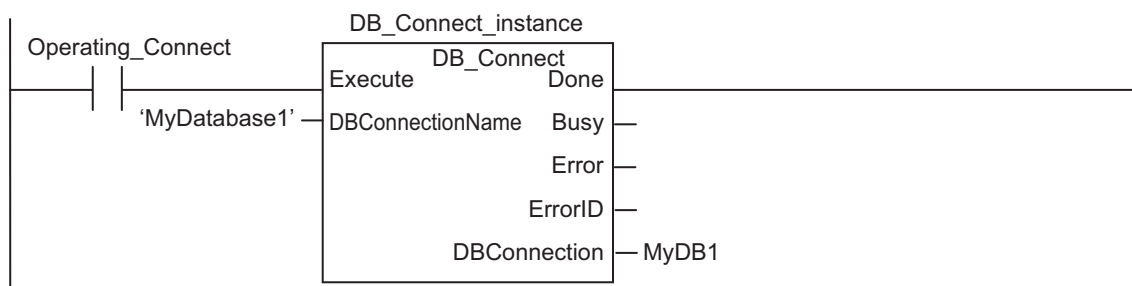 DB_Connect_instance
Operating_Connect
DB_Connect
Execute Done
‘MyDatabase1’ DBConnectionName Busy
Error
ErrorID
DBConnection MyDB1